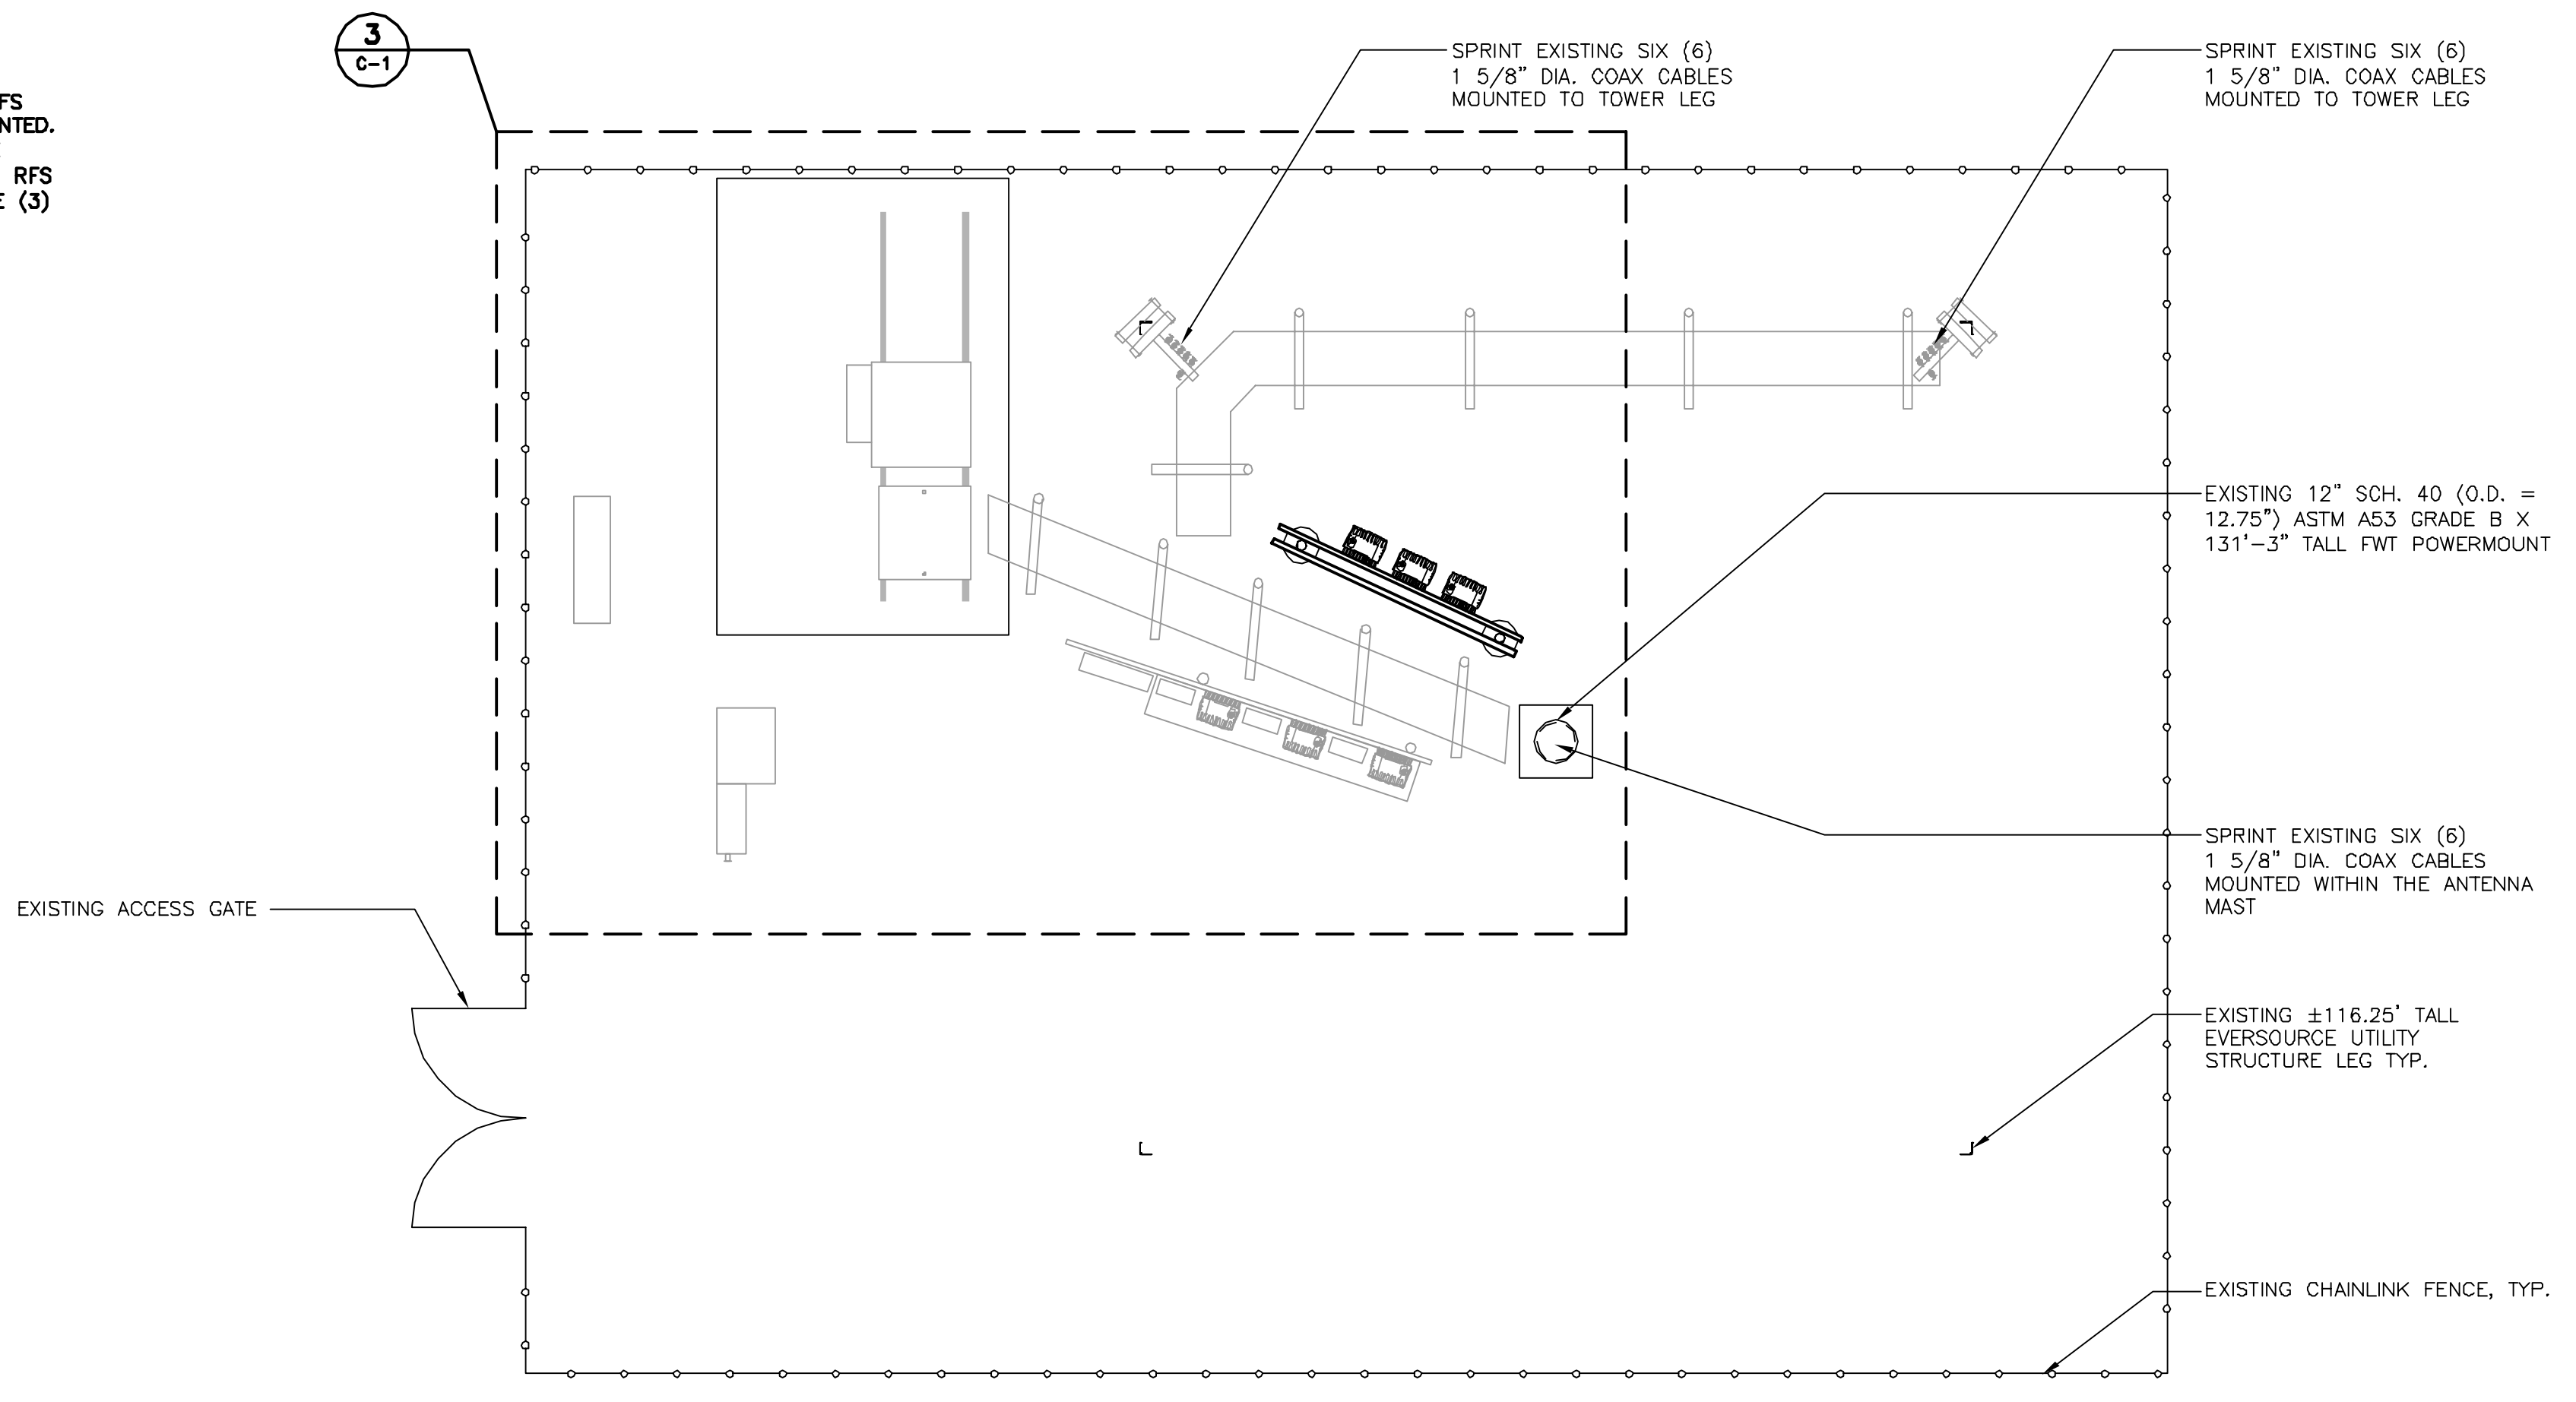 3
C-1
NTED.
RFS
(3)
SPRINT EXISTING SIX (6)
1 5/8" DIA. COAX CABLES
MOUNTED TO TOWER LEG
SPRINT EXISTING SIX (6)
1 5/8" DIA. COAX CABLES
MOUNTED TO TOWER LEG
EXISTING 12" SCH. 40 (O.D. =
12.75") ASTM A53 GRADE B X
131'-3" TALL FWT POWERMOUNT
SPRINT EXISTING SIX (6)
1 5/8" DIA. COAX CABLES
MOUNTED WITHIN THE ANTENNA
MAST
EXISTING ACCESS GATE
EXISTING ±116.25' TALL
EVERSOURCE UTILITY
STRUCTURE LEG TYP.
EXISTING CHAINLINK FENCE, TYP.